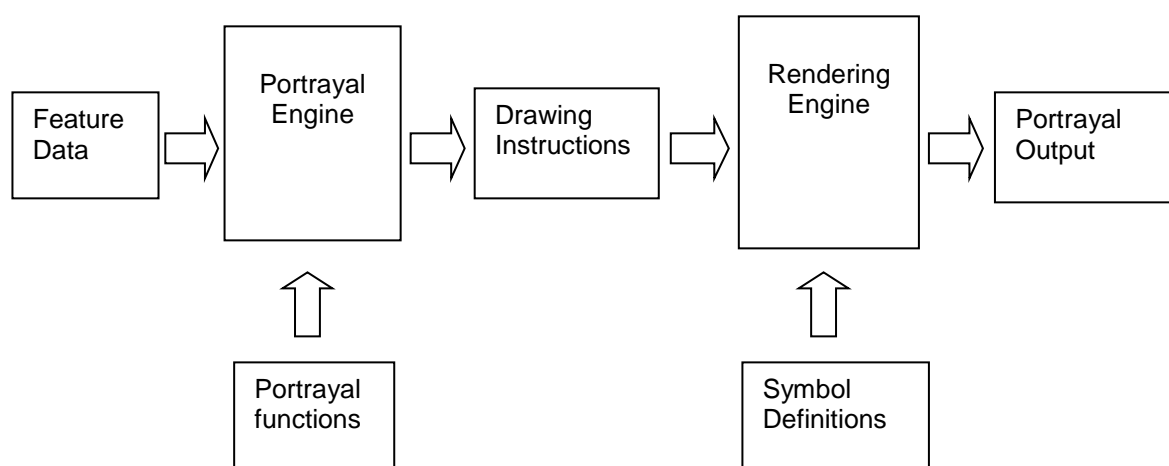 Feature
Data
Portrayal
Engine
Drawing
Instructions
Rendering
Engine
Portrayal
Output
Portrayal
functions
Symbol
Definitions